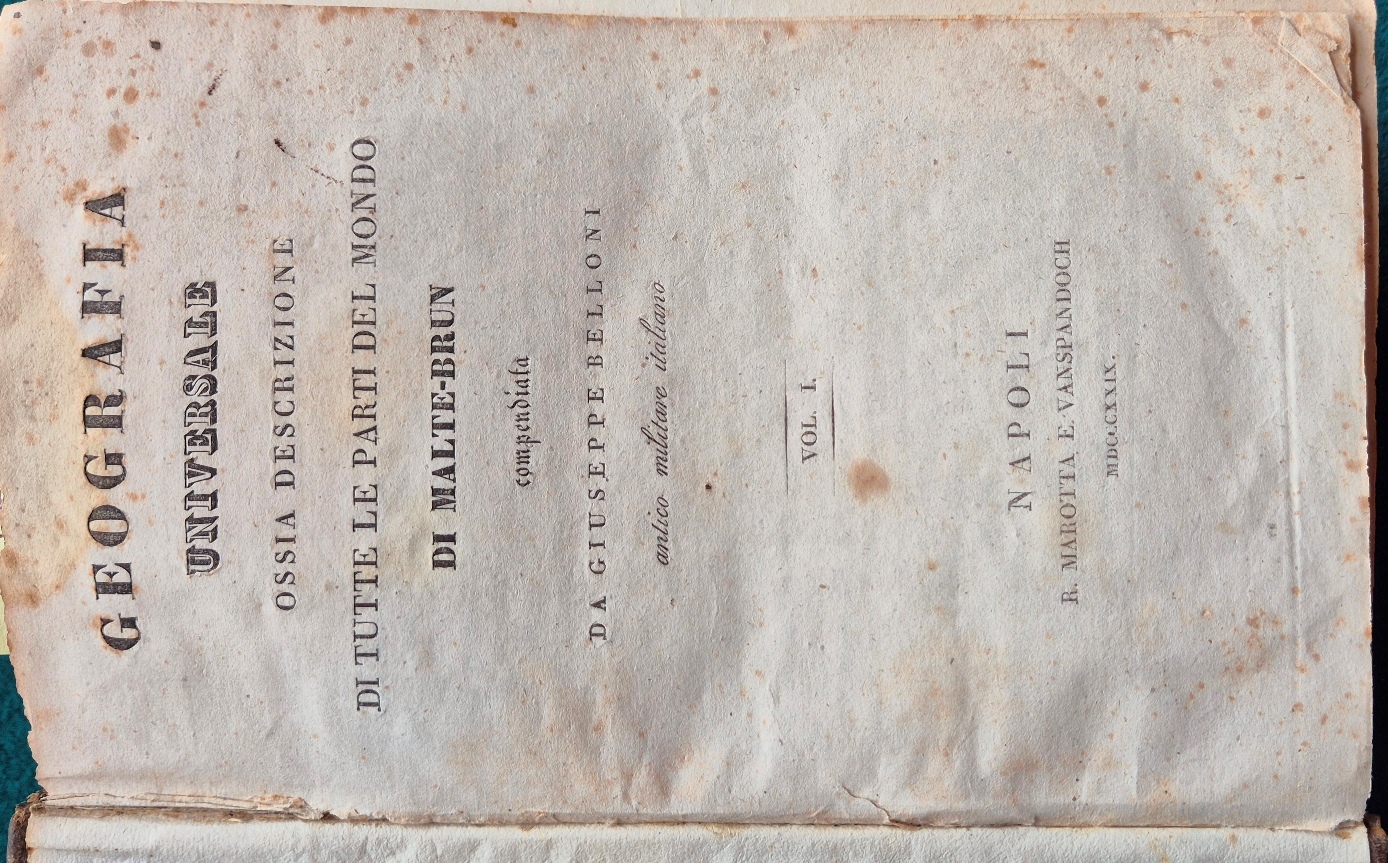 GEOGRAFIA
UNIVERSALE
OSSIA DESCRIZIONE
DI TUTTE LE PARTI DEL MONDO
DI MALTE-BRUN
compendiata
DA GIUSEPPE BELLONI
antico militare italiano
VOL. I.
NAPOLI
R. MAROTTA E VANSPANDOCH
MDCCCXXIX.